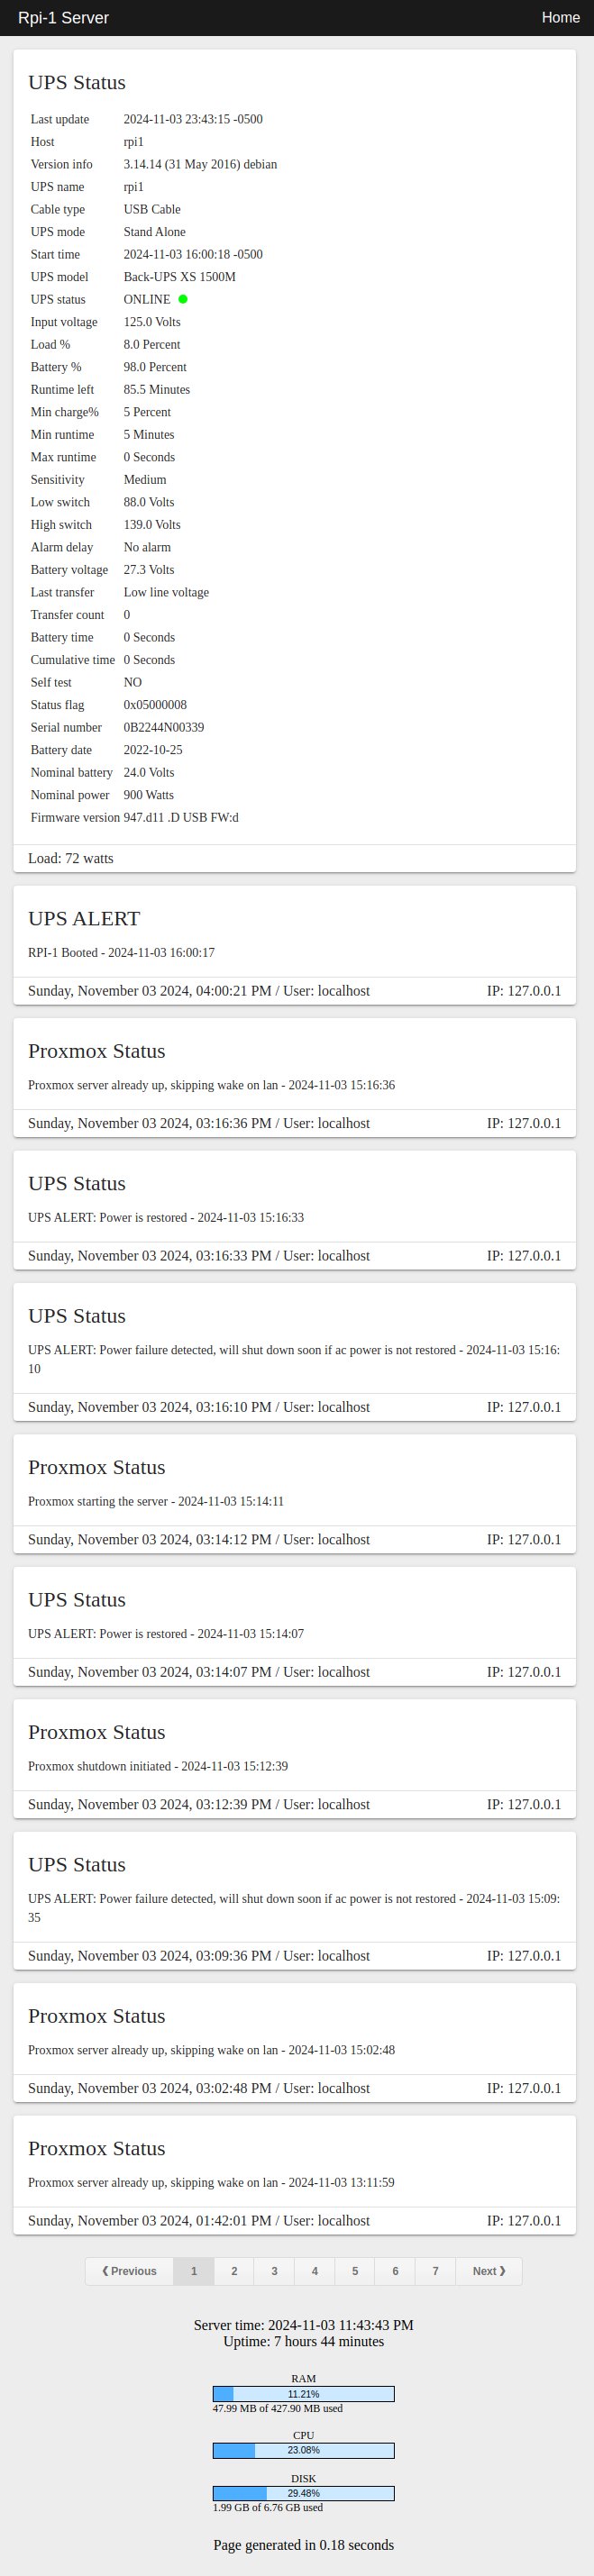 Rpi-1 Server Home
UPS Status
Last update 2024-11-03 23:43:15 -0500
Host rpi1
Version info 3.14.14 (31 May 2016) debian
UPS name rpi1
Cable type USB Cable
UPS mode Stand Alone
Start time 2024-11-03 16:00:18 -0500
UPS model Back-UPS XS 1500M
UPS status ONLINE
Input voltage 125.0 Volts
Load % 8.0 Percent
Battery % 98.0 Percent
Runtime left 85.5 Minutes
Min charge% 5 Percent
Min runtime 5 Minutes
Max runtime 0 Seconds
Sensitivity Medium
Low switch 88.0 Volts
High switch 139.0 Volts
Alarm delay No alarm
Battery voltage 27.3 Volts
Last transfer Low line voltage
Transfer count 0
Battery time 0 Seconds
Cumulative time 0 Seconds
Self test NO
Status flag 0x05000008
Serial number 0B2244N00339
Battery date 2022-10-25
Nominal battery 24.0 Volts
Nominal power 900 Watts
Firmware version 947.d11 .D USB FW:d
Load: 72 watts
UPS ALERT
RPI-1 Booted - 2024-11-03 16:00:17
Sunday, November 03 2024, 04:00:21 PM / User: localhost IP: 127.0.0.1
Proxmox Status
Proxmox server already up, skipping wake on lan - 2024-11-03 15:16:36
Sunday, November 03 2024, 03:16:36 PM / User: localhost IP: 127.0.0.1
UPS Status
UPS ALERT: Power is restored - 2024-11-03 15:16:33
Sunday, November 03 2024, 03:16:33 PM / User: localhost IP: 127.0.0.1
UPS Status
UPS ALERT: Power failure detected, will shut down soon if ac power is not restored - 2024-11-03 15:16:
10
Sunday, November 03 2024, 03:16:10 PM / User: localhost IP: 127.0.0.1
Proxmox Status
Proxmox starting the server - 2024-11-03 15:14:11
Sunday, November 03 2024, 03:14:12 PM / User: localhost IP: 127.0.0.1
UPS Status
UPS ALERT: Power is restored - 2024-11-03 15:14:07
Sunday, November 03 2024, 03:14:07 PM / User: localhost IP: 127.0.0.1
Proxmox Status
Proxmox shutdown initiated - 2024-11-03 15:12:39
Sunday, November 03 2024, 03:12:39 PM / User: localhost IP: 127.0.0.1
UPS Status
UPS ALERT: Power failure detected, will shut down soon if ac power is not restored - 2024-11-03 15:09:
35
Sunday, November 03 2024, 03:09:36 PM / User: localhost IP: 127.0.0.1
Proxmox Status
Proxmox server already up, skipping wake on lan - 2024-11-03 15:02:48
Sunday, November 03 2024, 03:02:48 PM / User: localhost IP: 127.0.0.1
Proxmox Status
Proxmox server already up, skipping wake on lan - 2024-11-03 13:11:59
Sunday, November 03 2024, 01:42:01 PM / User: localhost IP: 127.0.0.1
❮ Previous 1 2 3 4 5 6 7 Next ❯
Server time: 2024-11-03 11:43:43 PM
Uptime: 7 hours 44 minutes
RAM
11.21%
47.99 MB of 427.90 MB used
CPU
23.08%
DISK
29.48%
1.99 GB of 6.76 GB used
Page generated in 0.18 seconds